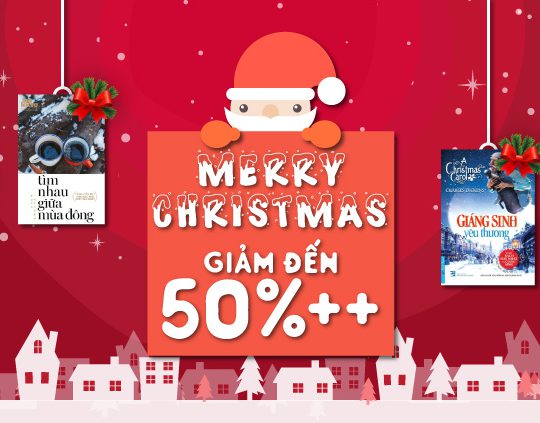 MERRY
CHRISTMAS
GIẢM ĐẾN
50%++
tìm
nhau
giữa
mùa đông
A
Christmas
Carol
CHARLES DICKENS
GIÁNG SINH
yêu thương